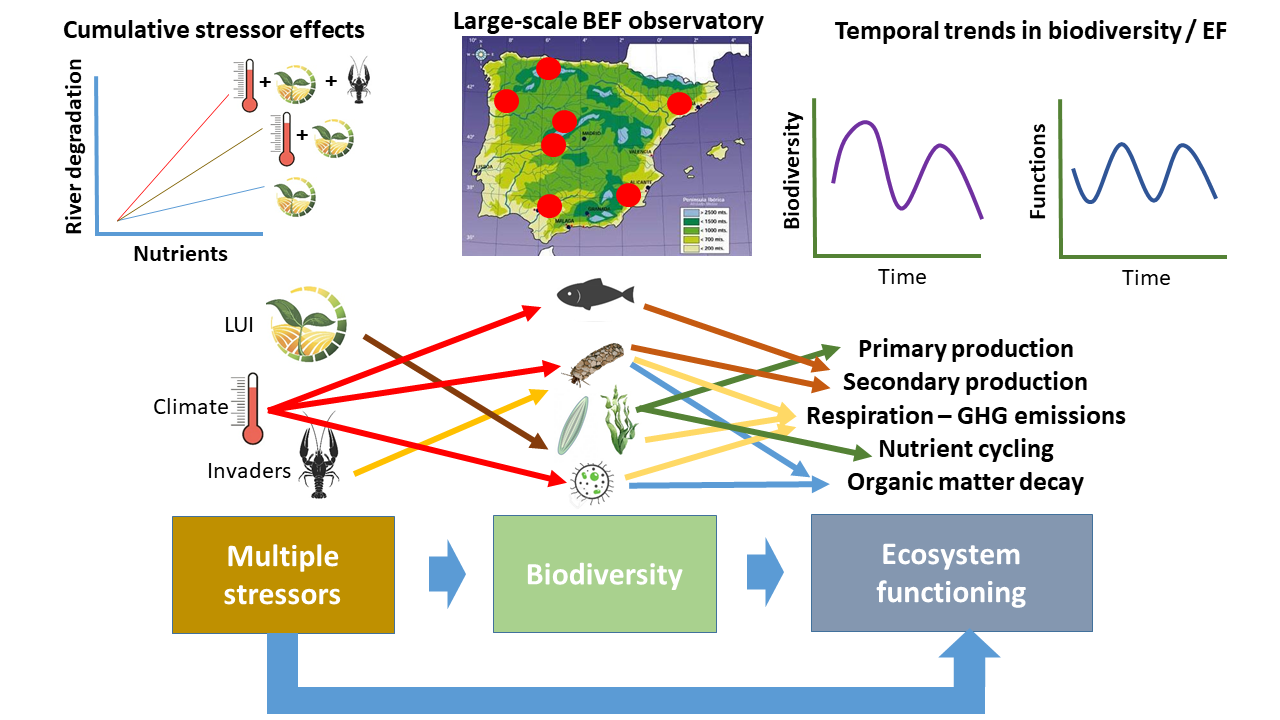 Cumulative stressor effects
Large-scale BEF observatory
Temporal trends in biodiversity / EF
River degradation
+
+
+
Nutrients
MADRID
VALENCIA
LISBOA
ALICANTE
GRANADA
MALAGA
Península Ibérica
> 2500 mts.
< 1500 mts.
< 1000 mts.
< 700 mts.
< 200 mts.
Biodiversity
Time
Functions
Time
LUI
Climate
Invaders
Primary production
Secondary production
Respiration – GHG emissions
Nutrient cycling
Organic matter decay
Multiple
stressors
Biodiversity
Ecosystem
functioning